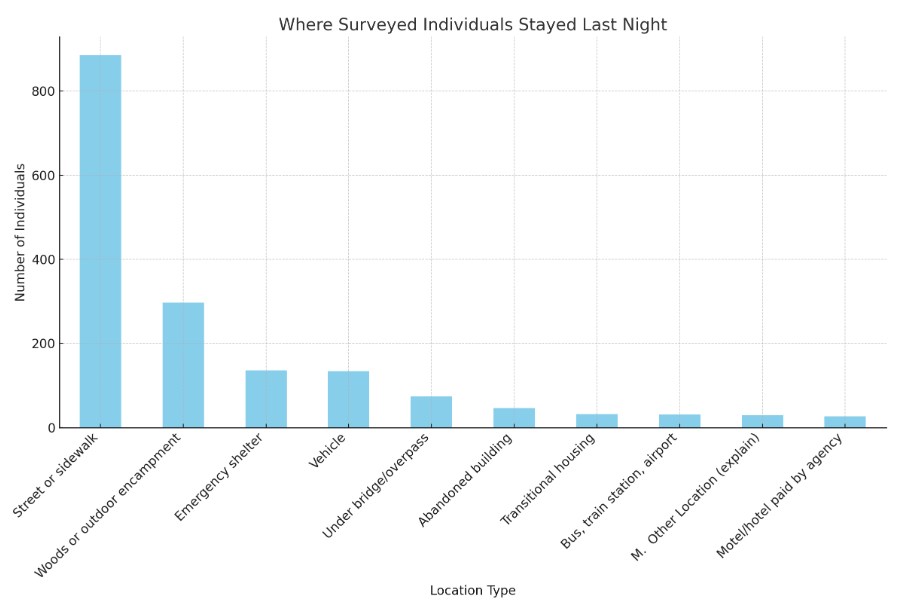 Where Surveyed Individuals Stayed Last Night
Number of Individuals
800
600
400
200
0
Street or sidewalk
Woods or outdoor encampment
Emergency shelter
Vehicle
Under bridge/overpass
Abandoned building
Transitional housing
Bus, train station, airport
M.  Other Location (explain)
Motel/hotel paid by agency
Location Type